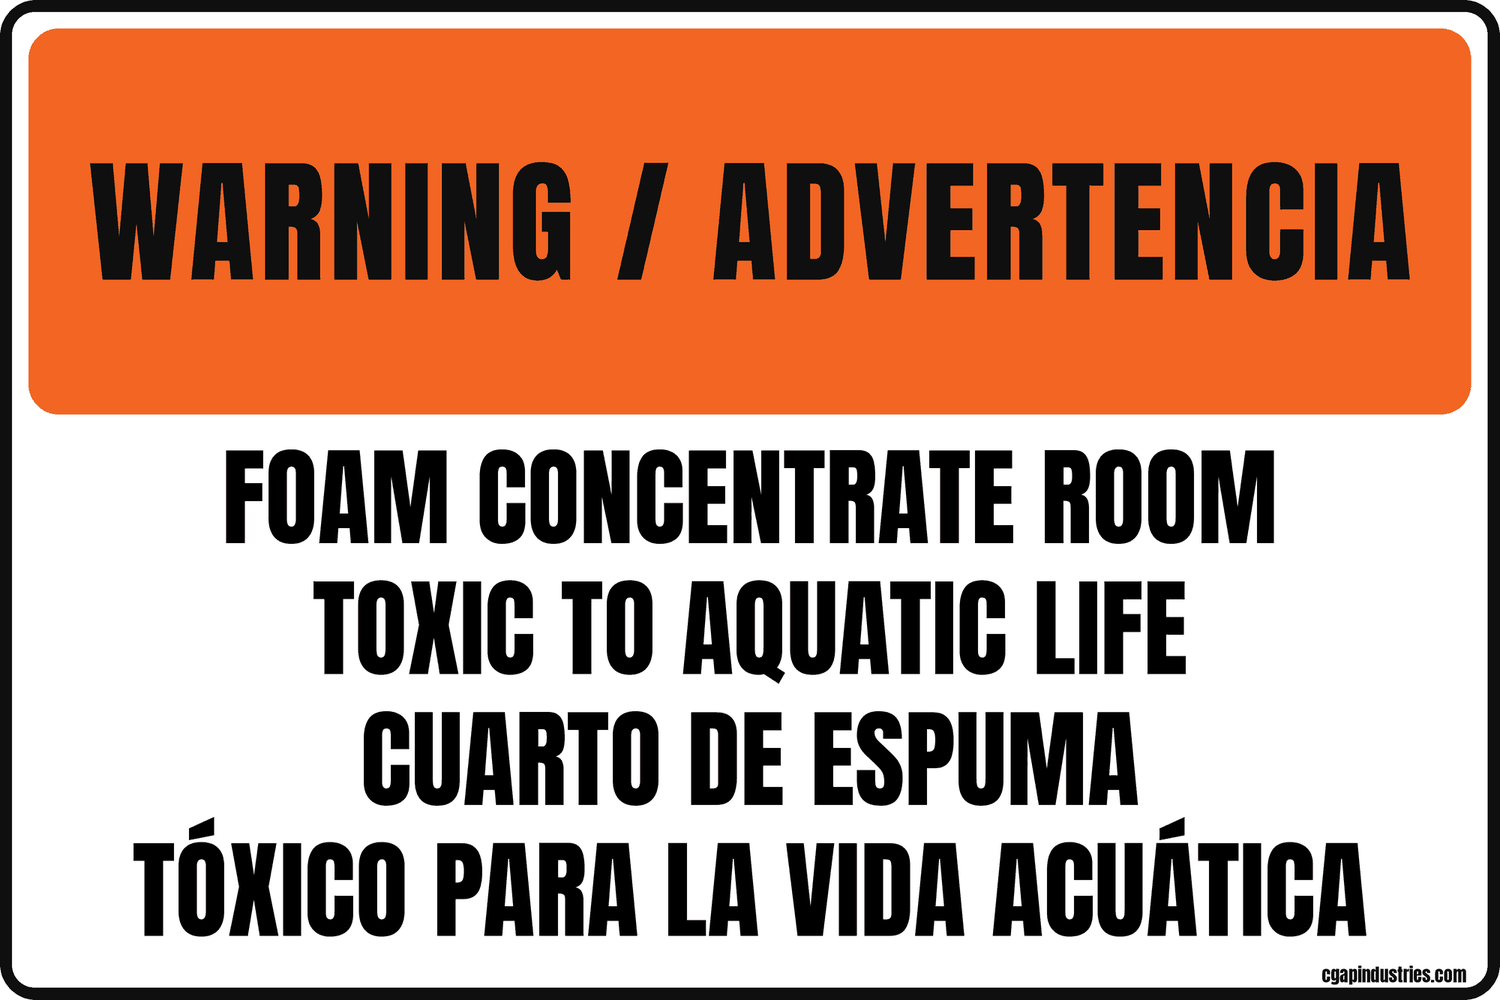 WARNING / ADVERTENCIA
FOAM CONCENTRATE ROOM
TOXIC TO AQUATIC LIFE
CUARTO DE ESPUMA
TÓXICO PARA LA VIDA ACUÁTICA
cgapindustries.com